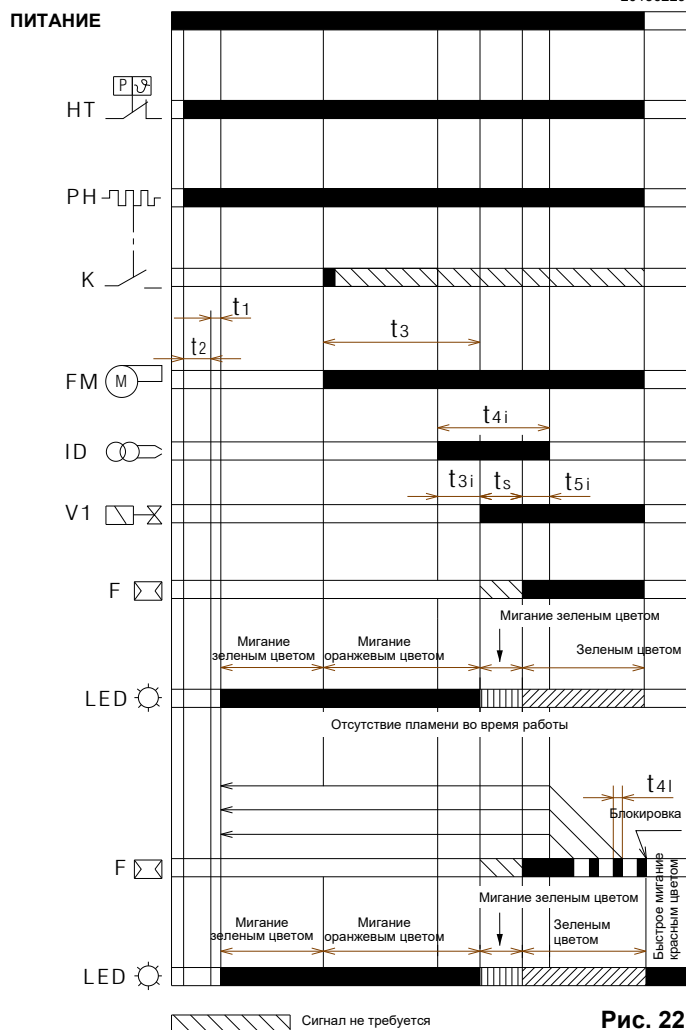 ПИТАНИЕ
P ϑ
HT
PH
K
t1
t2
t3
FM M
t4i
ID
t3i ts t5i
V1
F
Мигание зеленым цветом
Мигание
зеленым цветом
Мигание
оранжевым цветом
Зеленым цветом
LED
Отсутствие пламени во время работы
t4l
Блокировка
F
Мигание зеленым цветом
Мигание
зеленым цветом
Мигание
оранжевым цветом
Зеленым
цветом
Быстрое мигание
красным цветом
LED
Сигнал не требуется
Рис. 22